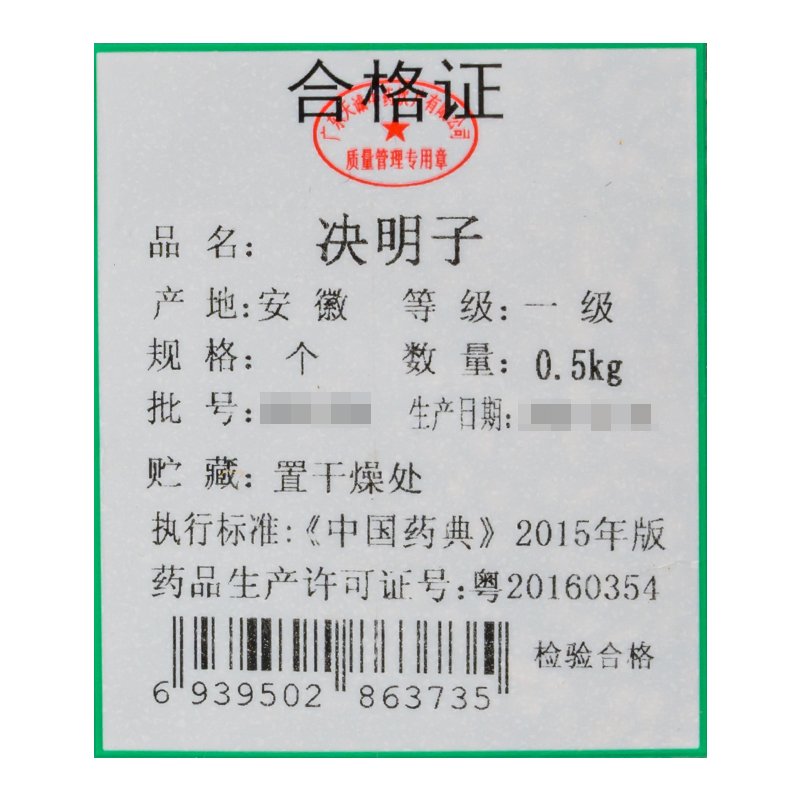 合格证
质量管理专用章
品 名: 决明子
产 地:安 徽 等 级:一 级
规 格: 个 数 量: 0.5kg
批 号: 生产日期:
贮 藏: 置干燥处
执行标准:《中国药典》2015年版
药品生产许可证号:粤20160354
检验合格
6 939502 863735